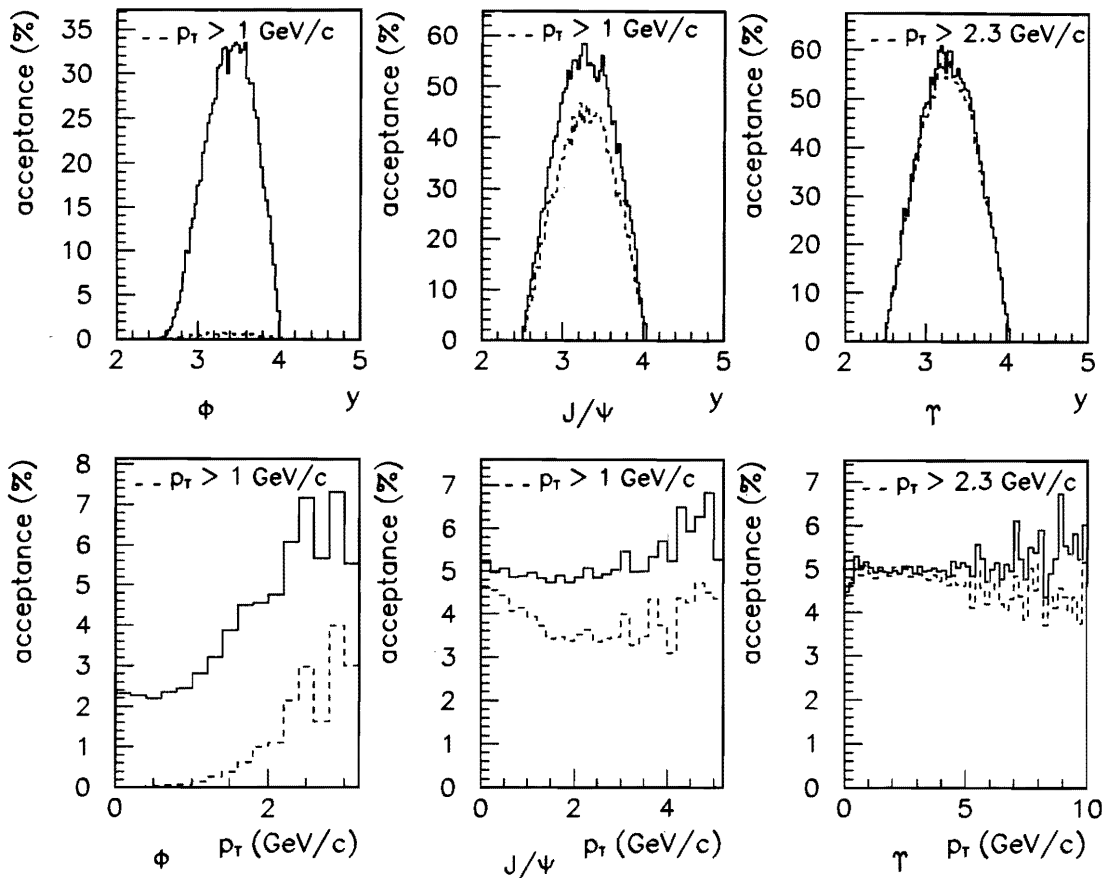 acceptance (%)
35
30
25
20
15
10
5
0
-- p_T > 1 GeV/c
2
3
4
5
y
Φ
acceptance (%)
60
50
40
30
20
10
0
-- p_T > 1 GeV/c
2
3
4
5
y
J/Ψ
acceptance (%)
60
50
40
30
20
10
0
-- p_T > 2.3 GeV/c
2
3
4
5
y
ϒ
acceptance (%)
8
7
6
5
4
3
2
1
0
-- p_T > 1 GeV/c
0
2
p_T (GeV/c)
Φ
acceptance (%)
7
6
5
4
3
2
1
0
-- p_T > 1 GeV/c
0
2
4
p_T (GeV/c)
J/Ψ
acceptance (%)
7
6
5
4
3
2
1
0
-- p_T > 2.3 GeV/c
0
5
10
p_T (GeV/c)
ϒ